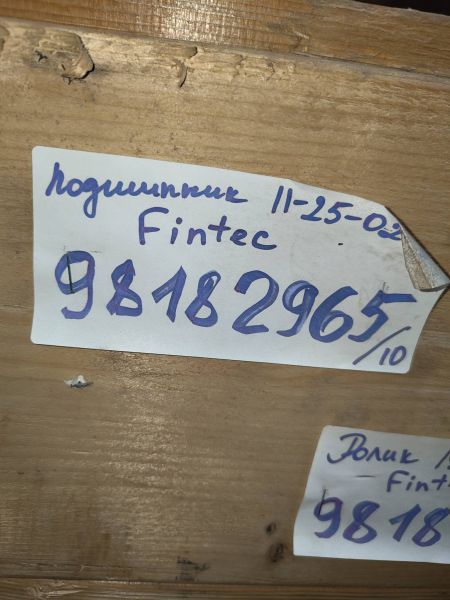 Подшипник 11-25-02
Fintec
98182965
/10
Ролик
Fint
9818